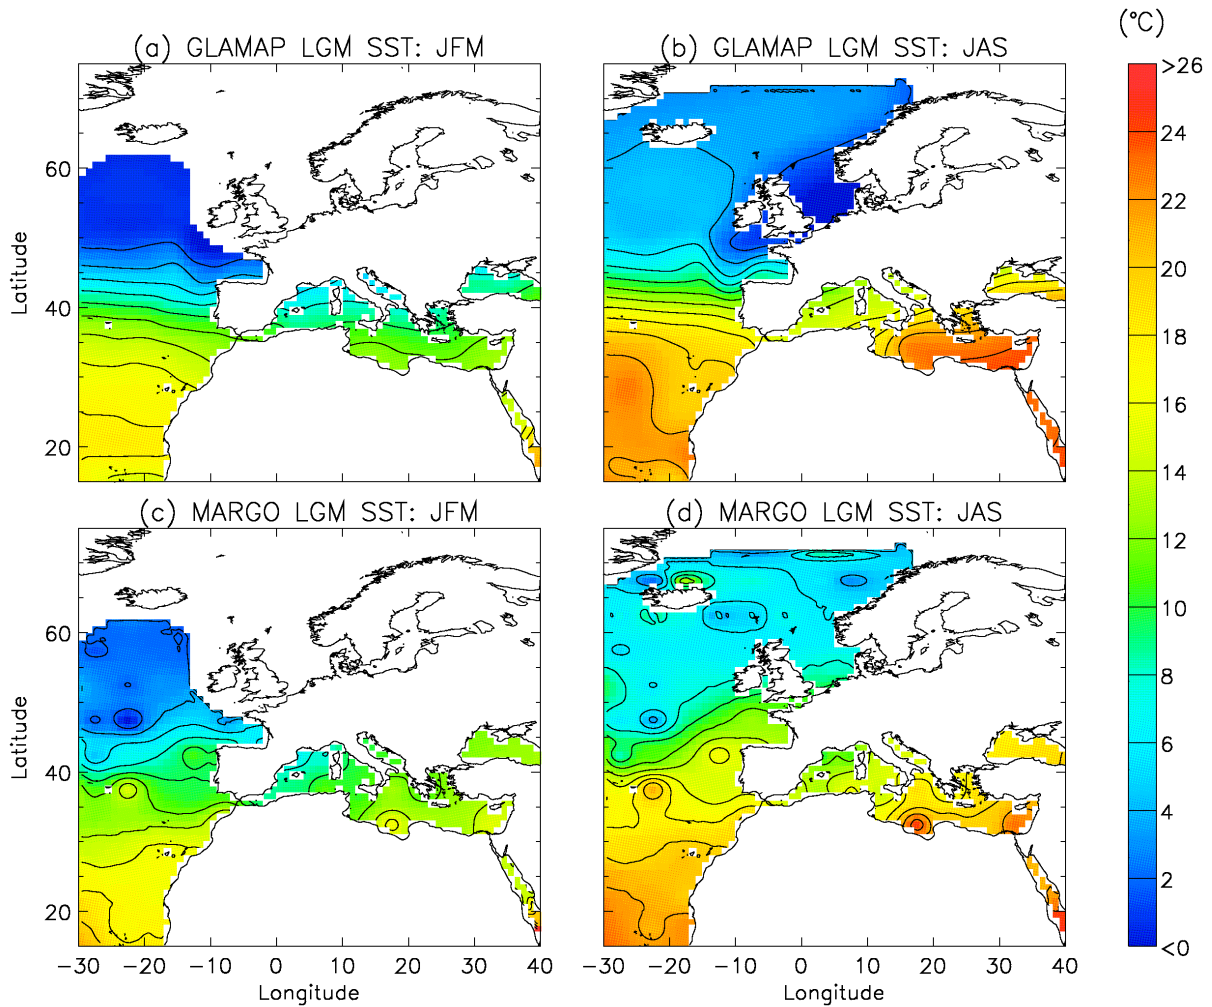 (°C)
(a) GLAMAP LGM SST: JFM
(b) GLAMAP LGM SST: JAS
>26
24
22
20
18
16
14
12
10
8
6
4
2
<0
Latitude
60
40
20
(c) MARGO LGM SST: JFM
(d) MARGO LGM SST: JAS
Latitude
60
40
20
−30 −20 −10 0 10 20 30 40
−30 −20 −10 0 10 20 30 40
Longitude
Longitude